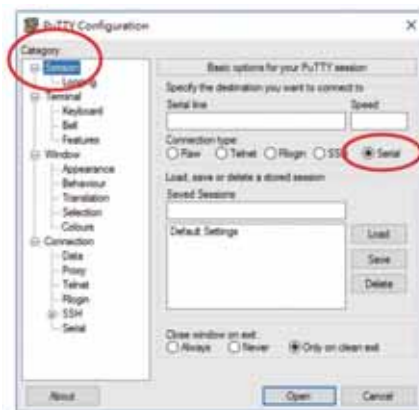 PuTTY Configuration
Category:
Session
Logging
Terminal
Keyboard
Bell
Features
Window
Appearance
Behaviour
Translation
Selection
Colours
Connection
Data
Proxy
Telnet
Rlogin
SSH
Serial
About
Basic options for your PuTTY session
Specify the destination you want to connect to
Serial line Speed
Connection type:
Raw Telnet Rlogin SSH Serial
Load, save or delete a stored session
Saved Sessions
Default Settings
Load
Save
Delete
Close window on exit:
Always Never Only on clean exit
Open Cancel